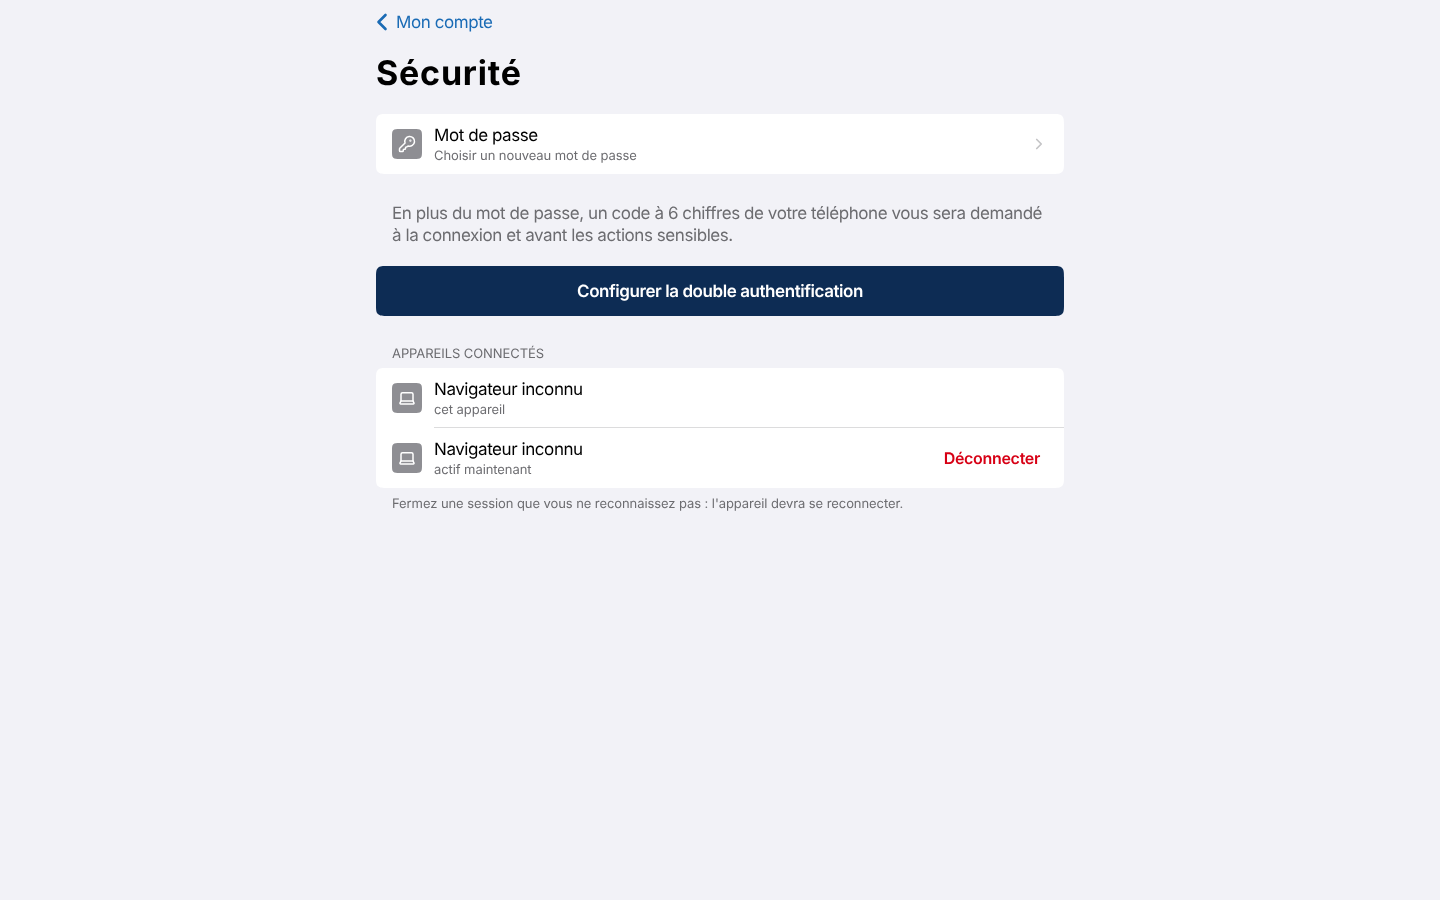 Mon compte
Sécurité
Mot de passe
Choisir un nouveau mot de passe
En plus du mot de passe, un code à 6 chiffres de votre téléphone vous sera demandé
à la connexion et avant les actions sensibles.
Configurer la double authentification
APPAREILS CONNECTÉS
Navigateur inconnu
cet appareil
Navigateur inconnu
actif maintenant
Déconnecter
Fermez une session que vous ne reconnaissez pas : l'appareil devra se reconnecter.